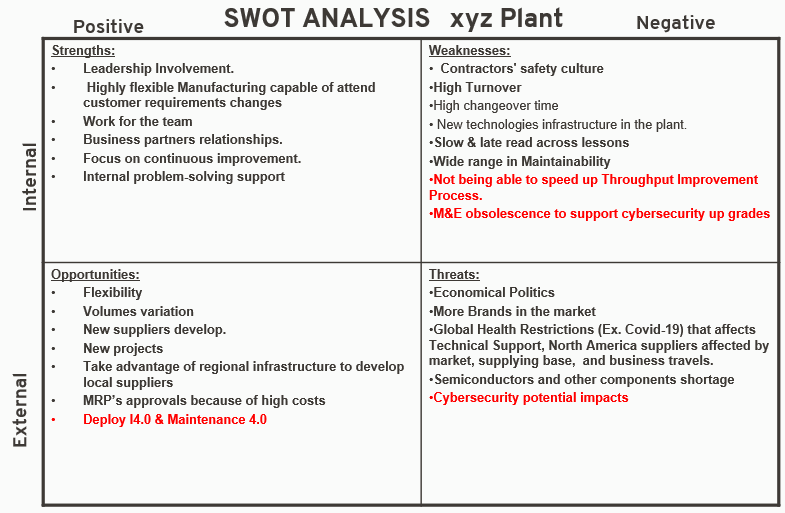 SWOT ANALYSIS xyz Plant
Positive
Negative
Internal
Strengths:
• Leadership Involvement.
• Highly flexible Manufacturing capable of attend
customer requirements changes
• Work for the team
• Business partners relationships.
• Focus on continuous improvement.
• Internal problem-solving support
Weaknesses:
• Contractors' safety culture
•High Turnover
•High changeover time
• New technologies infrastructure in the plant.
•Slow & late read across lessons
•Wide range in Maintainability
•Not being able to speed up Throughput Improvement
Process.
•M&E obsolescence to support cybersecurity up grades
External
Opportunities:
• Flexibility
• Volumes variation
• New suppliers develop.
• New projects
• Take advantage of regional infrastructure to develop
local suppliers
• MRP's approvals because of high costs
• Deploy I4.0 & Maintenance 4.0
Threats:
•Economical Politics
•More Brands in the market
•Global Health Restrictions (Ex. Covid-19) that affects
Technical Support, North America suppliers affected by
market, supplying base, and business travels.
•Semiconductors and other components shortage
•Cybersecurity potential impacts